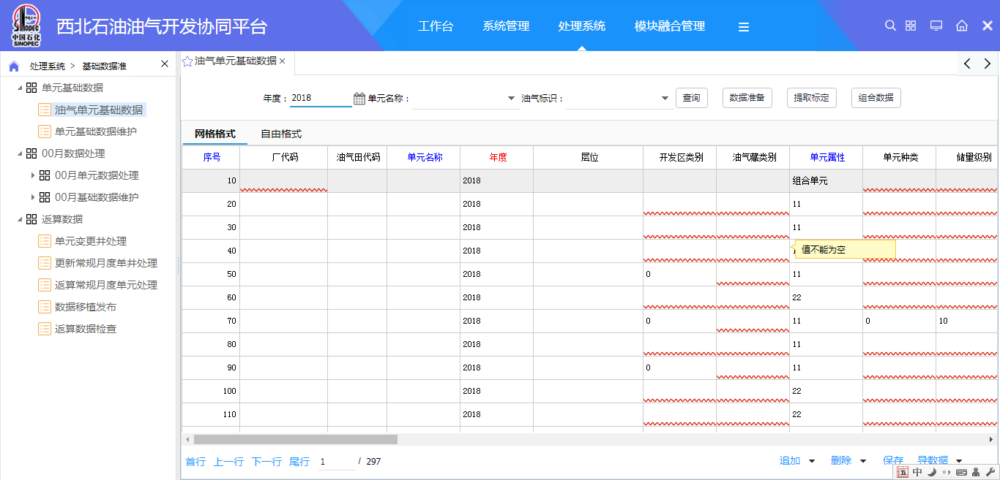 中国石化
SINOPEC
西北石油油气开发协同平台
工作台 系统管理 处理系统 模块融合管理
处理系统 > 基础数据准
单元基础数据
油气单元基础数据
单元基础数据维护
00月数据处理
00月单元数据处理
00月基础数据维护
返算数据
单元变更井处理
更新常规月度单井处理
返算常规月度单元处理
数据移植发布
返算数据检查
油气单元基础数据
年度： 2018 单元名称： 油气标识： 查询 数据准备 提取标定 组合数据
网格格式 自由格式
序号 厂代码 油气田代码 单元名称 年度 层位 开发区类别 油气藏类别 单元属性 单元种类 储量级别
10 2018 组合单元
20 2018 11
30 2018 11
40 2018
值不能为空
50 2018 0 11
60 2018 22
70 2018 0 11 0 10
80 2018 11
90 2018 0 11
100 2018 22
110 2018 22
首行 上一行 下一行 尾行 1 / 297
追加 删除 保存 导数据
五 中